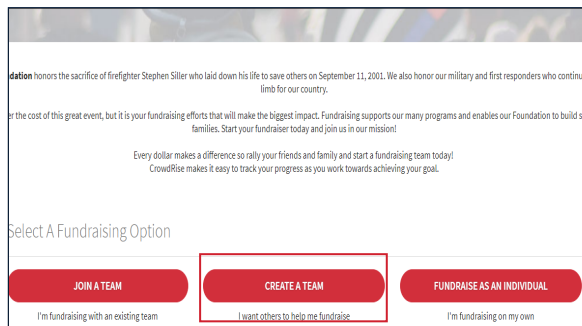 dation honors the sacrifice of firefighter Stephen Siller who laid down his life to save others on September 11, 2001. We also honor our military and first responders who continu
limb for our country.
er the cost of this great event, but it is your fundraising efforts that will make the biggest impact. Fundraising supports our many programs and enables our Foundation to build s
families. Start your fundraiser today and join us in our mission!
Every dollar makes a difference so rally your friends and family and start a fundraising team today!
CrowdRise makes it easy to track your progress as you work towards achieving your goal.
Select A Fundraising Option
JOIN A TEAM CREATE A TEAM FUNDRAISE AS AN INDIVIDUAL
I'm fundraising with an existing team I want others to help me fundraise I'm fundraising on my own